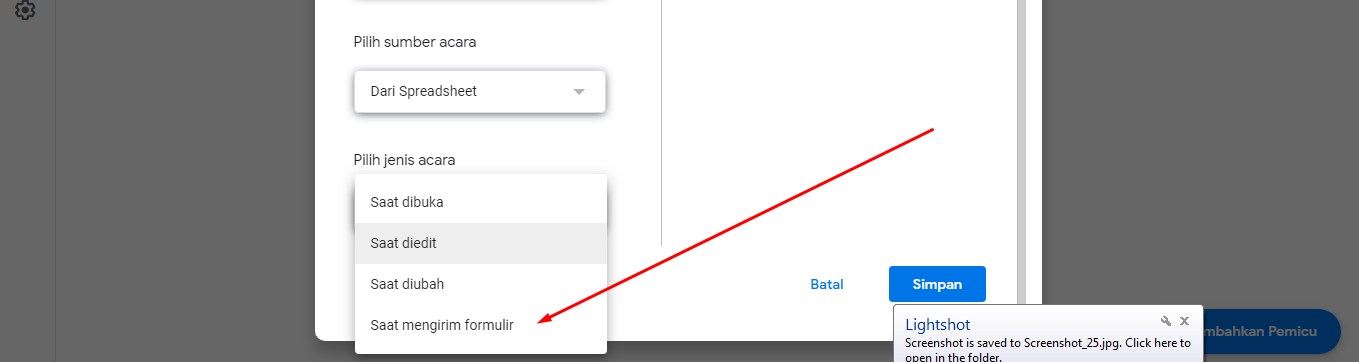 Pilih sumber acara
Dari Spreadsheet
Pilih jenis acara
Saat dibuka
Saat diedit
Saat diubah
Saat mengirim formulir
Batal
Simpan
Lightshot
Screenshot is saved to Screenshot_25.jpg. Click here to
open in the folder.
mbahkan Pemicu